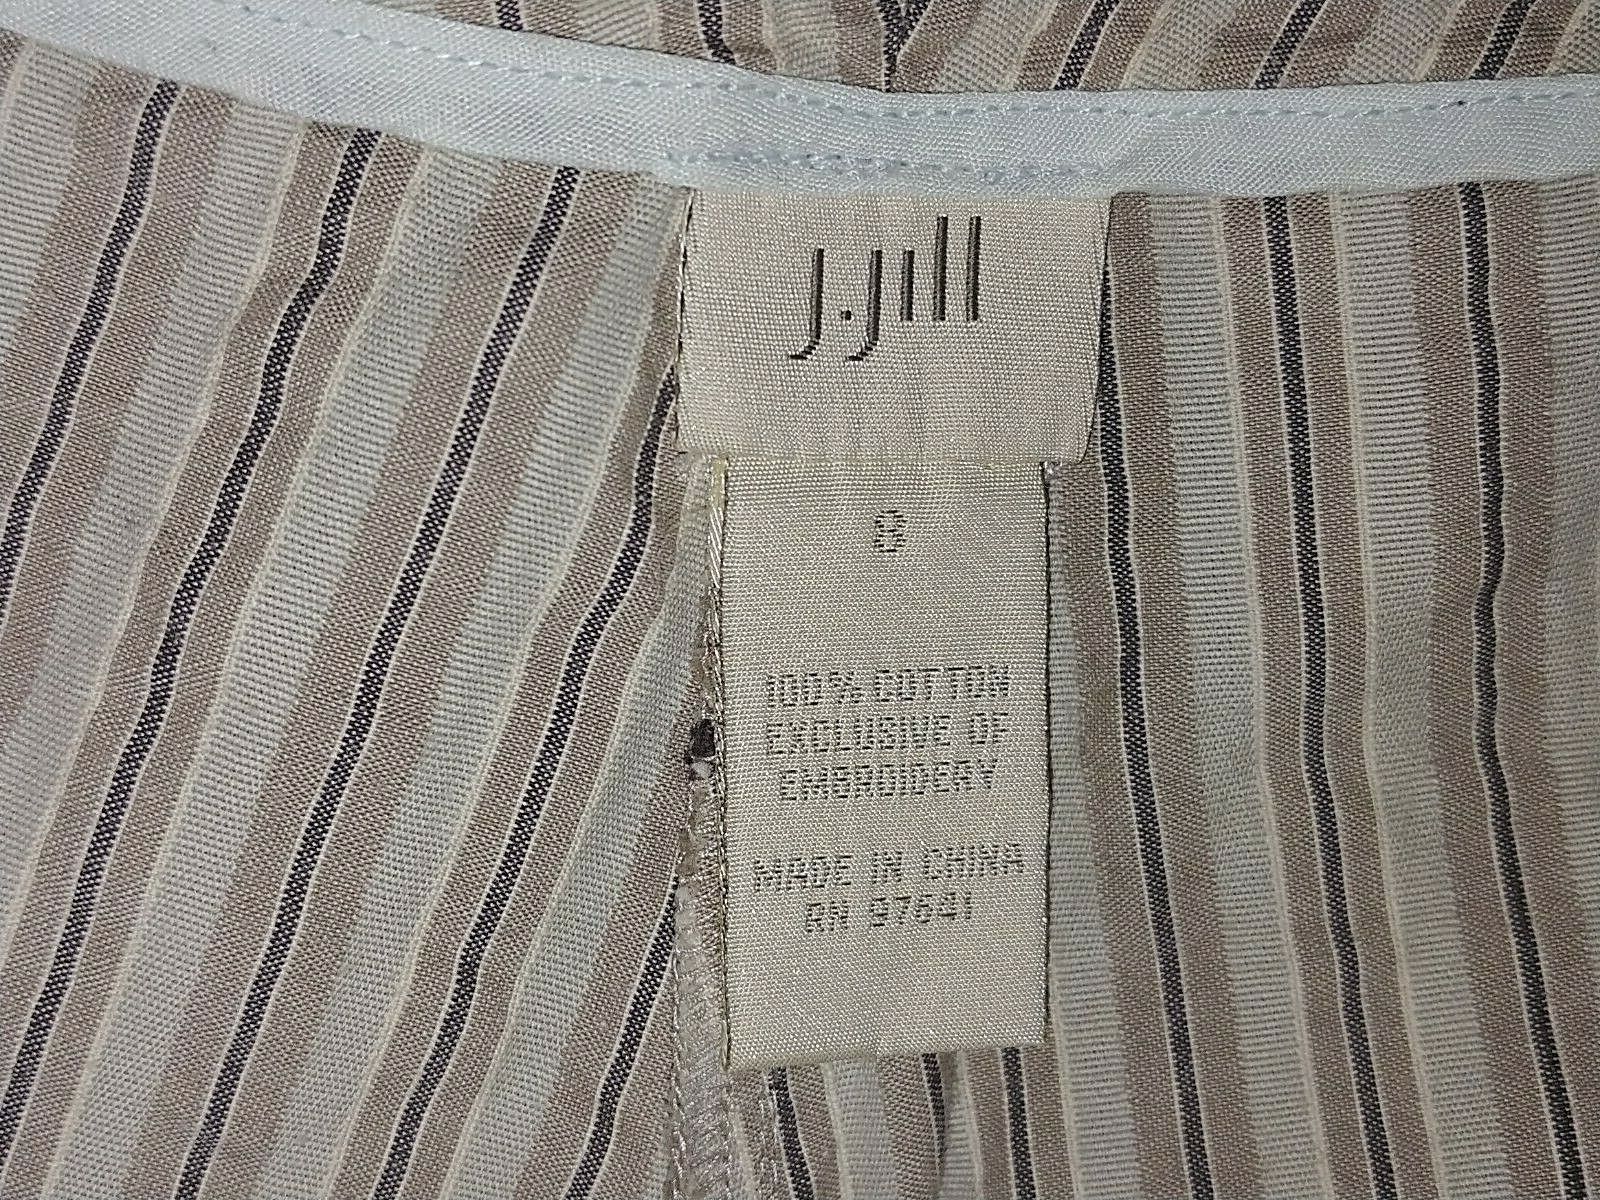 J.Jill
8
100% COTTON
EXCLUSIVE OF
EMBROIDERY
MADE IN CHINA
RN 97641